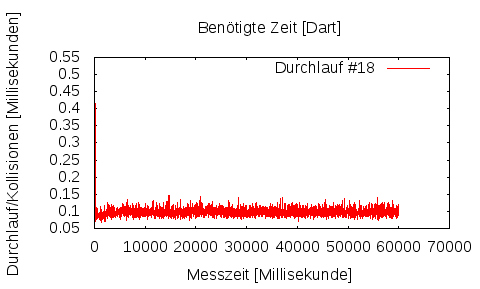 Benötigte Zeit [Dart]
Durchlauf #18
Durchlauf/Kollisionen [Millisekunden]
0.55
0.5
0.45
0.4
0.35
0.3
0.25
0.2
0.15
0.1
0.05
0 10000 20000 30000 40000 50000 60000 70000
Messzeit [Millisekunde]